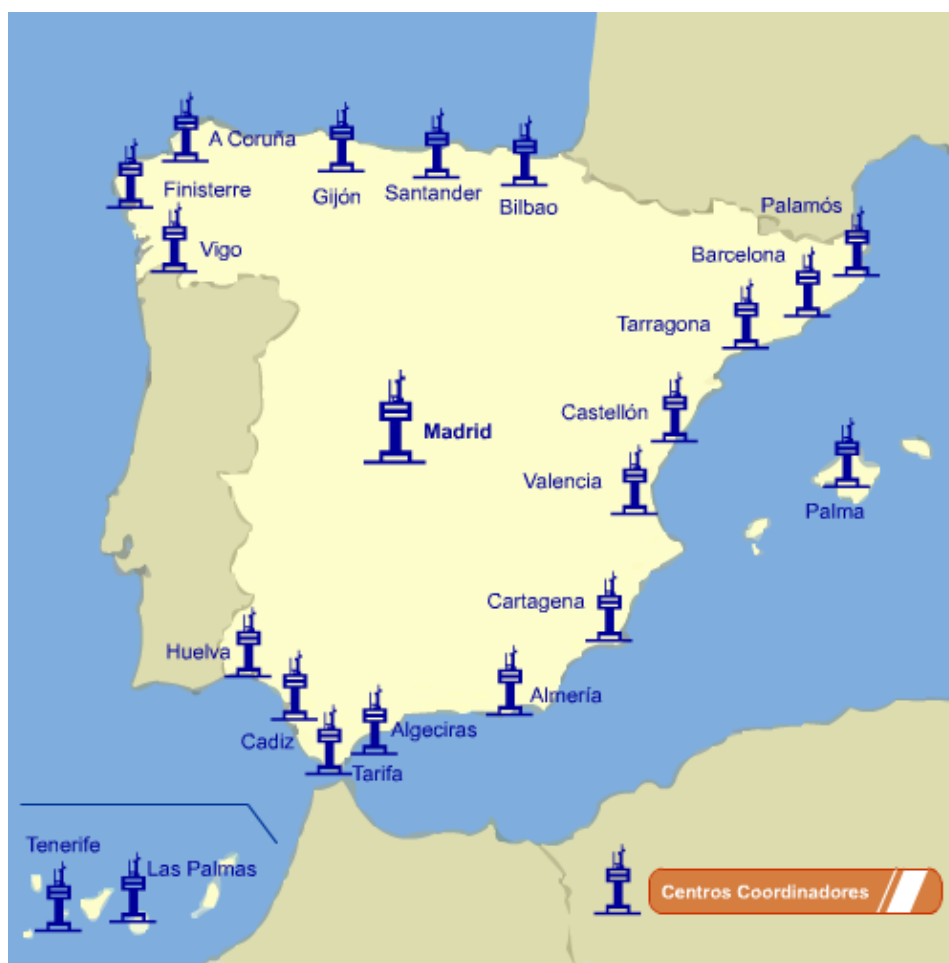 A Coruña
Finisterre
Vigo
Gijón
Santander
Bilbao
Palamós
Barcelona
Tarragona
Castellón
Madrid
Valencia
Palma
Cartagena
Huelva
Almería
Cadiz
Algeciras
Tarifa
Tenerife
Las Palmas
Centros Coordinadores